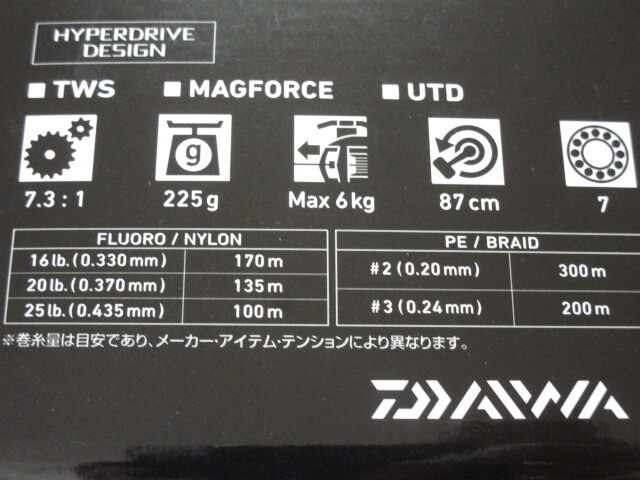 HYPERDRIVE
DESIGN
■ TWS ■ MAGFORCE ■ UTD
g
7.3 : 1 225g Max 6kg 87cm 7
FLUORO / NYLON
16lb.(0.330mm) 170m
20lb.(0.370mm) 135m
25lb.(0.435mm) 100m
PE / BRAID
#2 (0.20mm) 300m
#3 (0.24mm) 200m
※巻糸量は目安であり、メーカー・アイテム・テンションにより異なります。
DAIWA